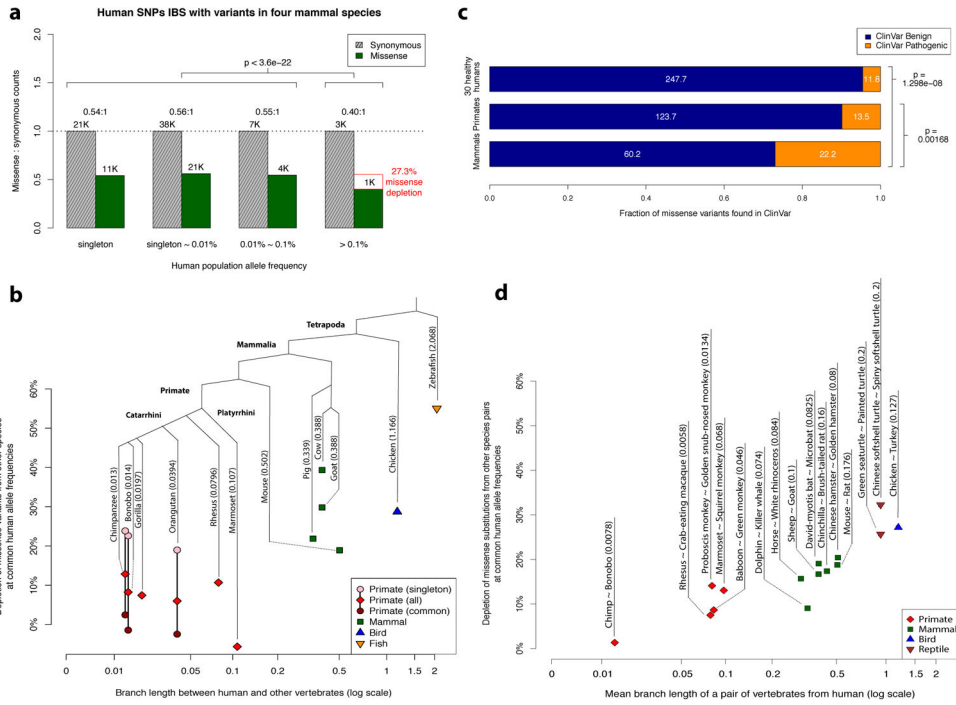 a
Human SNPs IBS with variants in four mammal species
Missense : synonymous counts
2.0
1.5
1.0
0.5
0.0
Synonymous
Missense
p < 3.6e−22
0.54:1
0.56:1
0.55:1
0.40:1
21K
38K
7K
3K
11K
21K
4K
1K
27.3%
missense
depletion
singleton
singleton ~ 0.01%
0.01% ~ 0.1%
> 0.1%
Human population allele frequency
c
ClinVar Benign
ClinVar Pathogenic
30 healthy
humans
Primates
Mammals
247.7
11.8
123.7
13.5
60.2
22.2
p =
1.298e−08
p =
0.00168
0.0
0.2
0.4
0.6
0.8
1.0
Fraction of missense variants found in ClinVar
b
at common human allele frequencies
60%
50%
40%
30%
20%
10%
0%
Tetrapoda
Mammalia
Primate
Catarrhini
Platyrrhini
Chimpanzee (0.013)
Bonobo (0.014)
Gorilla (0.0197)
Orangutan (0.0394)
Rhesus (0.0796)
Marmoset (0.107)
Mouse (0.502)
Pig (0.339)
Cow (0.388)
Goat (0.388)
Chicken (1.166)
Zebrafish (2.068)
Primate (singleton)
Primate (all)
Primate (common)
Mammal
Bird
Fish
0.01
0.02
0.05
0.1
0.2
0.5
1
2
Branch length between human and other vertebrates (log scale)
d
Depletion of missense substitutions from other species pairs
at common human allele frequencies
60%
50%
40%
30%
20%
10%
0%
Chimp ~ Bonobo (0.0078)
Rhesus ~ Crab-eating macaque (0.0058)
Proboscis monkey ~ Golden snub-nosed monkey (0.0134)
Marmoset ~ Squirrel monkey (0.068)
Baboon ~ Green monkey (0.046)
Dolphin ~ Killer whale (0.074)
Horse ~ White rhinoceros (0.084)
Sheep ~ Goat (0.1)
David-myotis bat ~ Microbat (0.0825)
Chinchilla ~ Brush-tailed rat (0.16)
Chinese hamster ~ Golden hamster (0.08)
Mouse ~ Rat (0.176)
Green seaturtle ~ Painted turtle (0.2)
Chinese softshell turtle ~ Spiny softshell turtle (0. 2)
Chicken ~ Turkey (0.127)
Primate
Mammal
Bird
Reptile
0.01
0.02
0.05
0.1
0.2
0.5
1
1.5
2
Mean branch length of a pair of vertebrates from human (log scale)